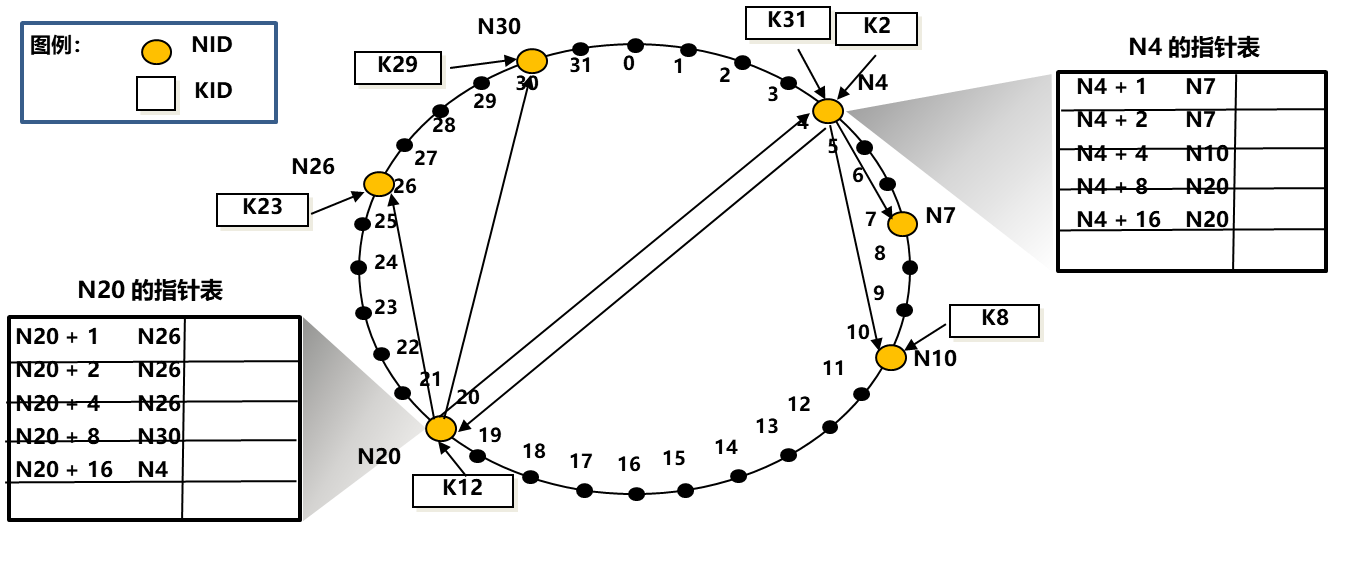 图例：
NID
KID
N30
K29
K31
K2
N4
N4 的指针表
N4 + 1 N7
N4 + 2 N7
N4 + 4 N10
N4 + 8 N20
N4 + 16 N20
31
0
1
2
3
4
5
6
7
8
9
10
11
12
13
14
15
16
17
18
19
20
21
22
23
24
25
26
27
28
29
30
N26
K23
N7
K8
N10
N20 的指针表
N20 + 1 N26
N20 + 2 N26
N20 + 4 N26
N20 + 8 N30
N20 + 16 N4
N20
K12